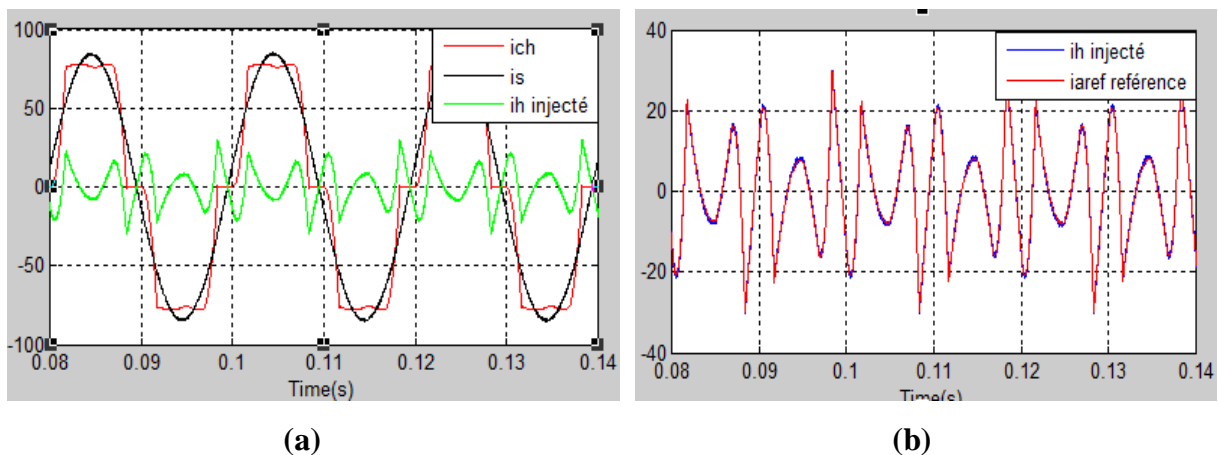 100
50
0
-50
-100
0.08 0.09 0.1 0.11 0.12 0.13 0.14
Time(s)
ich
is
ih injecté
(a)
40
20
0
-20
-40
0.08 0.09 0.1 0.11 0.12 0.13 0.14
Time(s)
ih injecté
iaref reférence
(b)